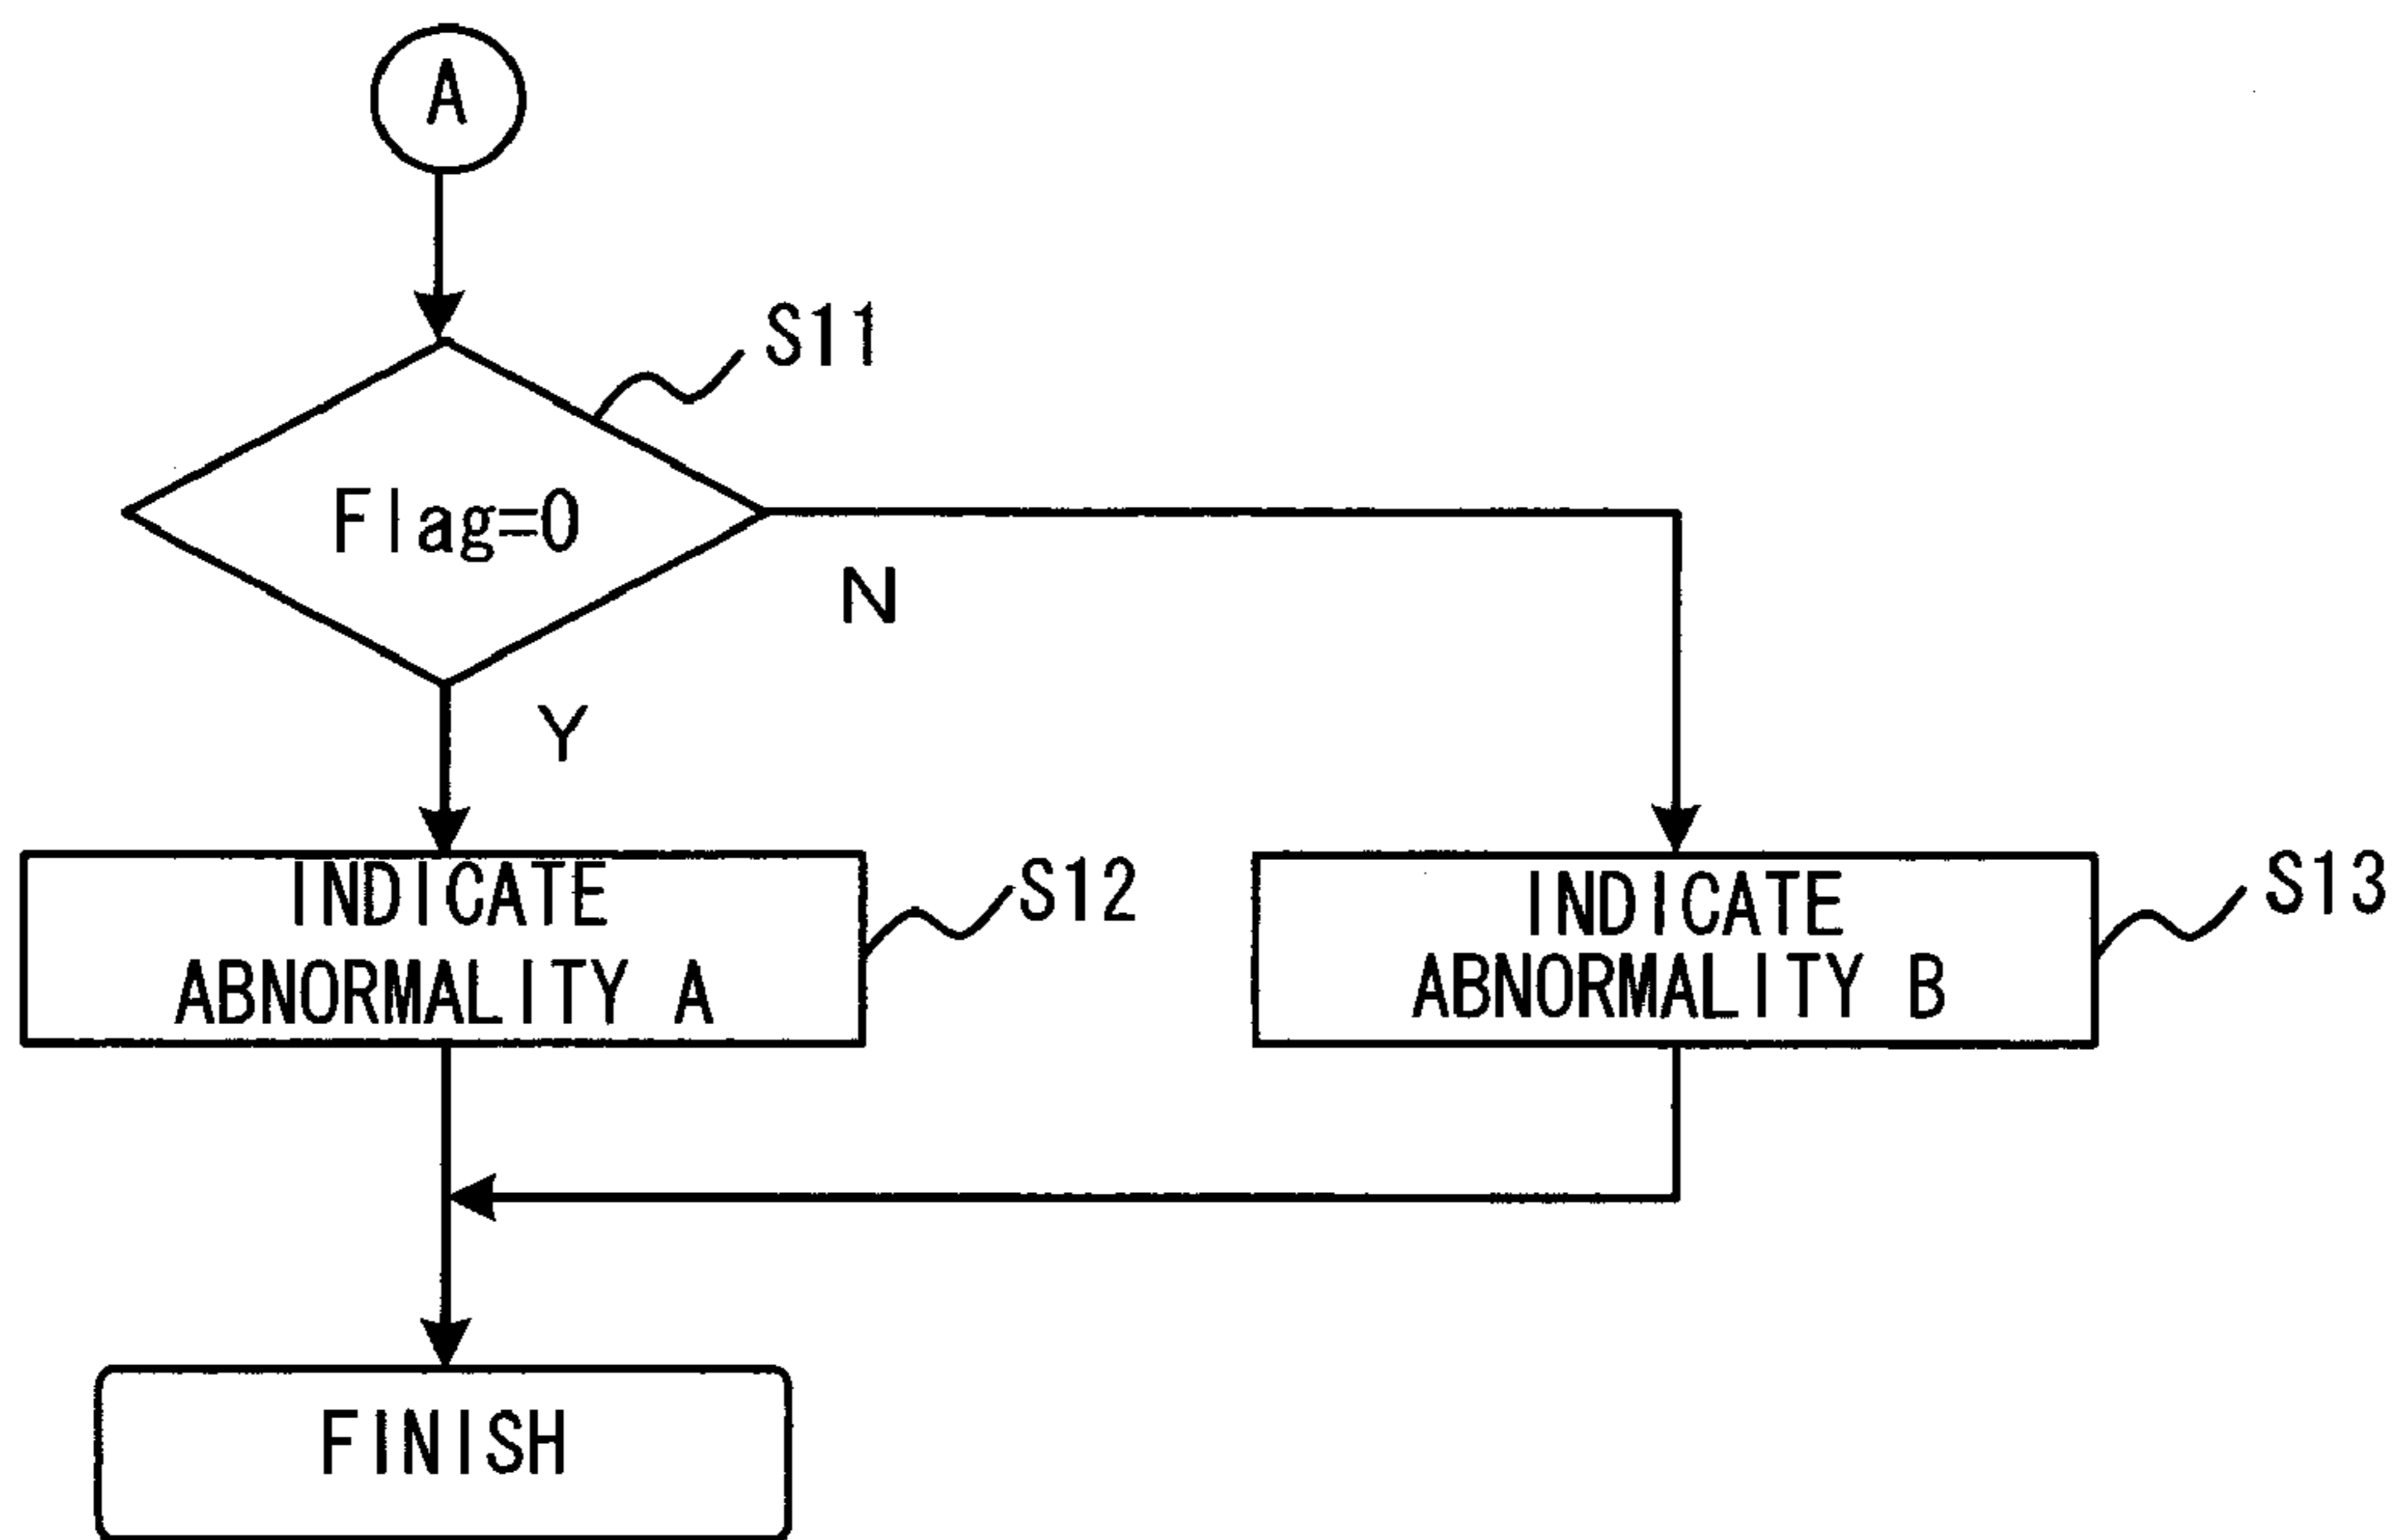 A
S11
Flag=0
N
Y
INDICATE
ABNORMALITY A
S12
INDICATE
ABNORMALITY B
S13
FINISH